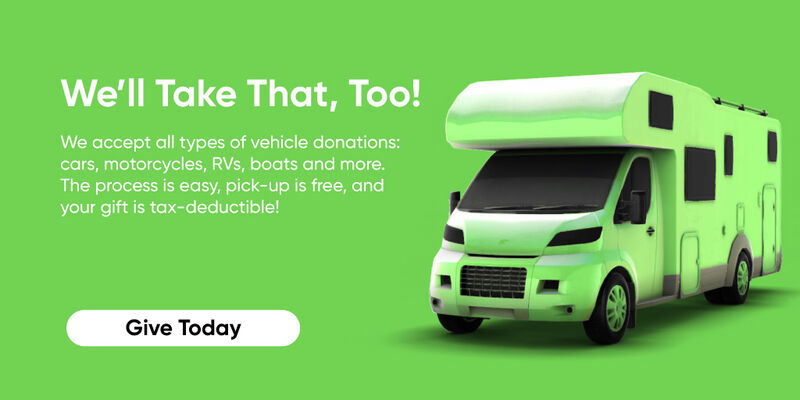 We’ll Take That, Too!
We accept all types of vehicle donations:
cars, motorcycles, RVs, boats and more.
The process is easy, pick-up is free, and
your gift is tax-deductible!
Give Today